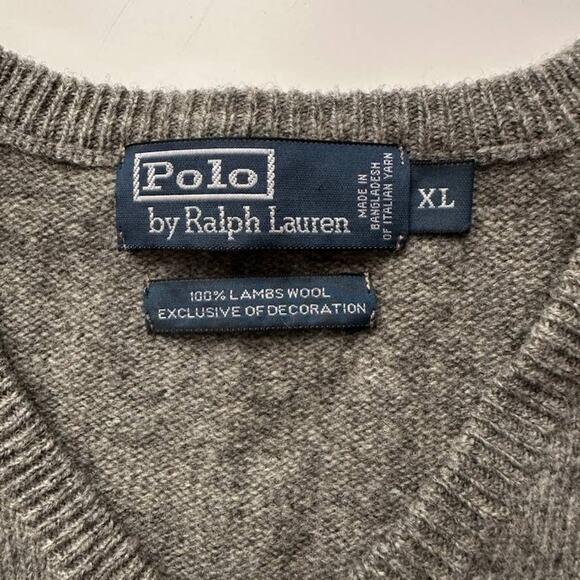 Polo
by Ralph Lauren
MADE IN
BANGLADESH
OF ITALIAN YARN
XL
100% LAMBS WOOL
EXCLUSIVE OF DECORATION